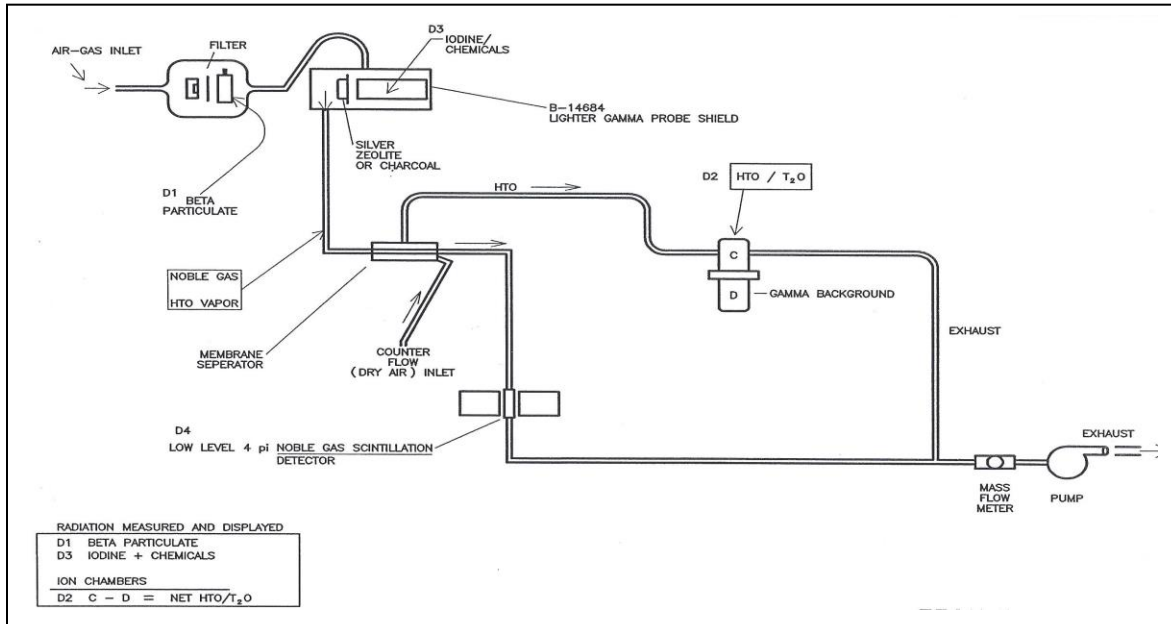 AIR-GAS INLET
FILTER
D3
IODINE/
CHEMICALS
B-14684
LIGHTER GAMMA PROBE SHIELD
SILVER
ZEOLITE
OR CHARCOAL
D1 BETA
PARTICULATE
HTO
D2 HTO / T₂O
C
D
GAMMA BACKGROUND
NOBLE GAS
HTO VAPOR
MEMBRANE
SEPERATOR
COUNTER
FLOW
(DRY AIR) INLET
EXHAUST
D4
LOW LEVEL 4 pi NOBLE GAS SCINTILLATION
DETECTOR
EXHAUST
MASS
FLOW
METER
PUMP
RADIATION MEASURED AND DISPLAYED
D1 BETA PARTICULATE
D3 IODINE + CHEMICALS
ION CHAMBERS
D2 C - D = NET HTO/T₂O